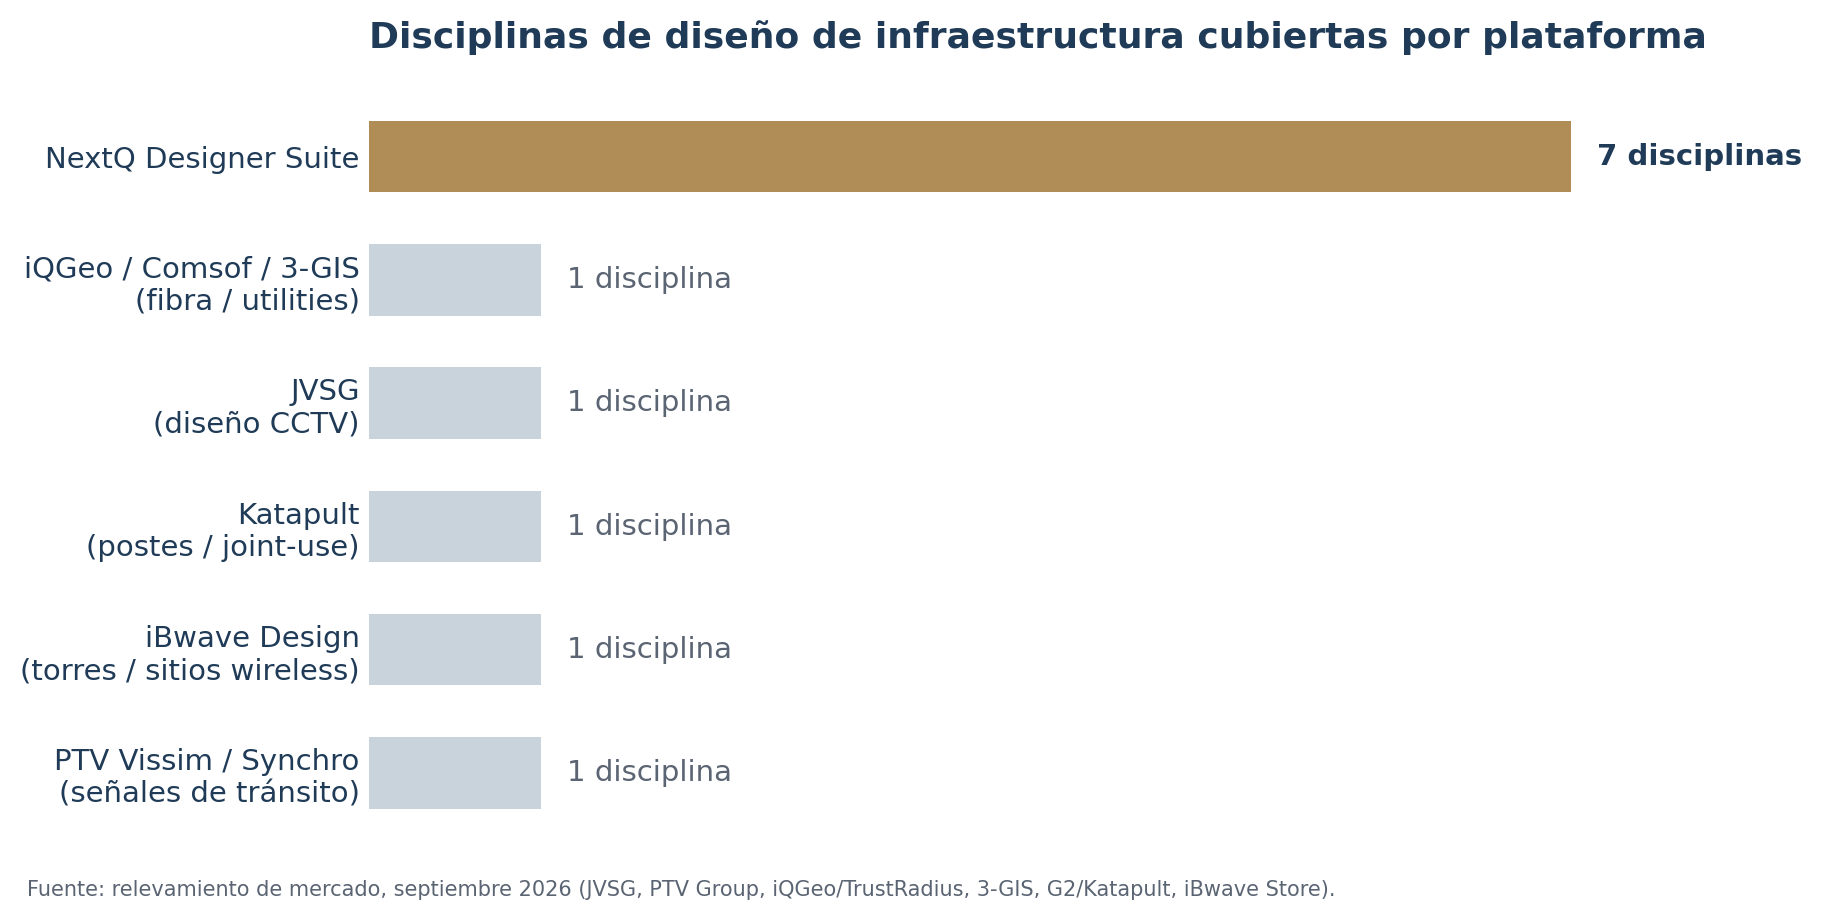 Disciplinas de diseño de infraestructura cubiertas por plataforma
NextQ Designer Suite
7 disciplinas
iQGeo / Comsof / 3-GIS
(fibra / utilities)
1 disciplina
JVSG
(diseño CCTV)
1 disciplina
Katapult
(postes / joint-use)
1 disciplina
iBwave Design
(torres / sitios wireless)
1 disciplina
PTV Vissim / Synchro
(señales de tránsito)
1 disciplina
Fuente: relevamiento de mercado, septiembre 2026 (JVSG, PTV Group, iQGeo/TrustRadius, 3-GIS, G2/Katapult, iBwave Store).